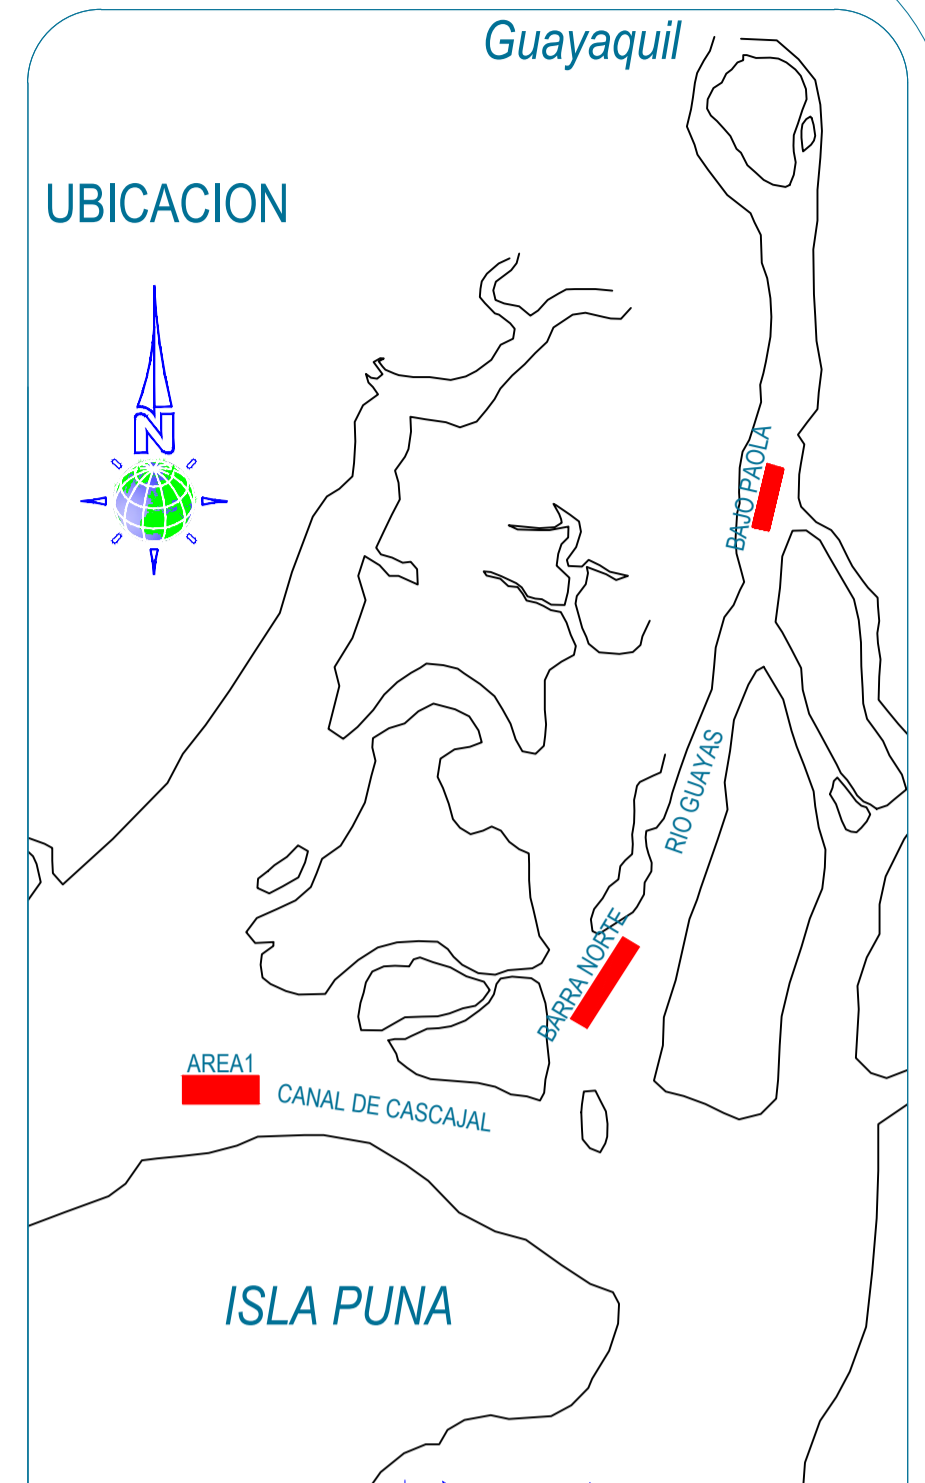 Guayaquil
UBICACION
N
BAJO PAOLA
RIO GUAYAS
BARRA NORTE
AREA1
CANAL DE CASCAJAL
ISLA PUNA